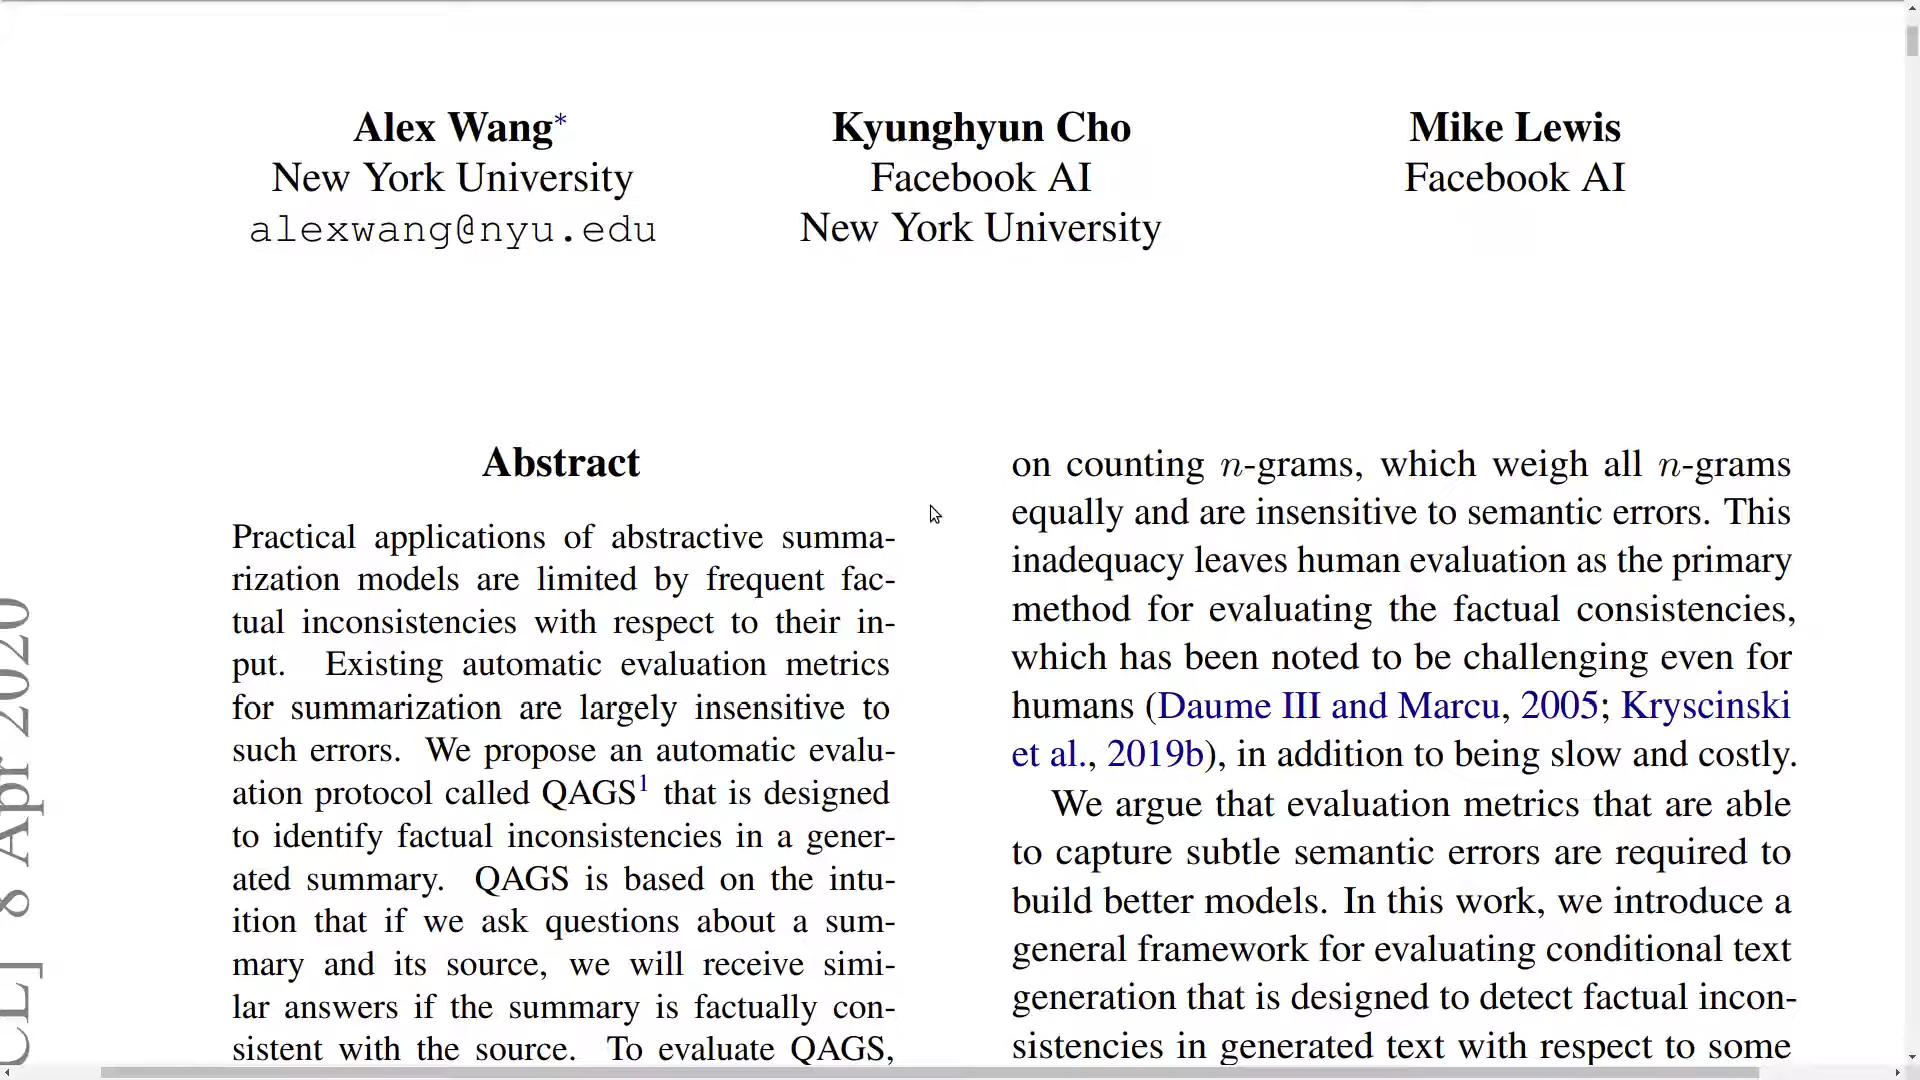 Alex Wang*
New York University
alexwang@nyu.edu
Kyunghyun Cho
Facebook AI
New York University
Mike Lewis
Facebook AI
Abstract
Practical applications of abstractive summa-
rization models are limited by frequent fac-
tual inconsistencies with respect to their in-
put. Existing automatic evaluation metrics
for summarization are largely insensitive to
such errors. We propose an automatic evalu-
ation protocol called QAGS1 that is designed
to identify factual inconsistencies in a gener-
ated summary. QAGS is based on the intu-
ition that if we ask questions about a sum-
mary and its source, we will receive simi-
lar answers if the summary is factually con-
sistent with the source. To evaluate QAGS,
on counting n-grams, which weigh all n-grams
equally and are insensitive to semantic errors. This
inadequacy leaves human evaluation as the primary
method for evaluating the factual consistencies,
which has been noted to be challenging even for
humans (Daume III and Marcu, 2005; Kryscinski
et al., 2019b), in addition to being slow and costly.
We argue that evaluation metrics that are able
to capture subtle semantic errors are required to
build better models. In this work, we introduce a
general framework for evaluating conditional text
generation that is designed to detect factual incon-
sistencies in generated text with respect to some
CL] 8 Apr 2020